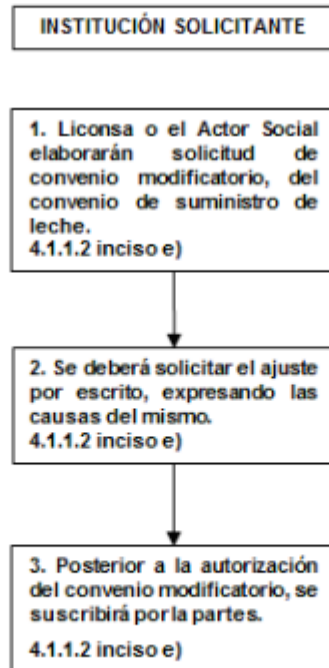 INSTITUCIÓN SOLICITANTE
1. Liconsa o el Actor Social
elaborarán solicitud de
convenio modificatorio, del
convenio de suministro de
leche.
4.1.1.2 inciso e)
2. Se deberá solicitar el ajuste
por escrito, expresando las
causas del mismo.
4.1.1.2 inciso e)
3. Posterior a la autorización
del convenio modificatorio, se
suscribirá por la partes.
4.1.1.2 inciso e)